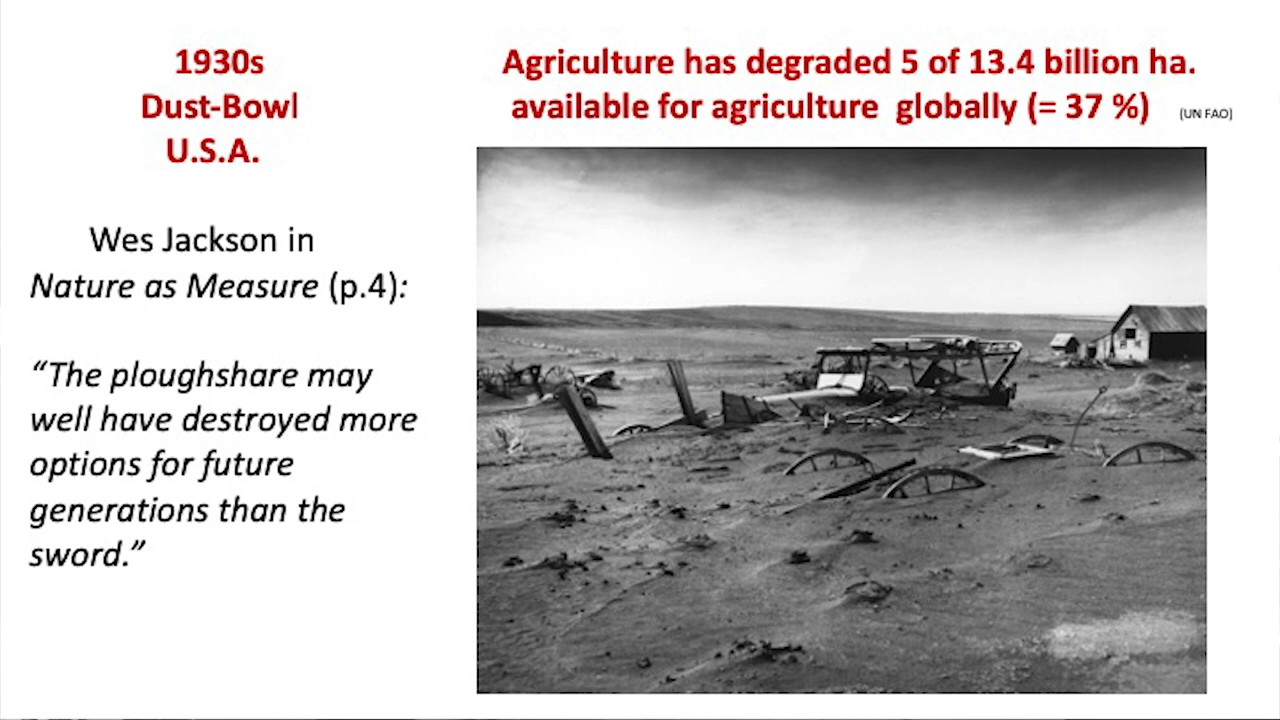 1930s
Dust-Bowl
U.S.A.
Agriculture has degraded 5 of 13.4 billion ha.
available for agriculture globally (= 37 %) (UN FAO)
Wes Jackson in
Nature as Measure (p.4):
“The ploughshare may
well have destroyed more
options for future
generations than the
sword.”